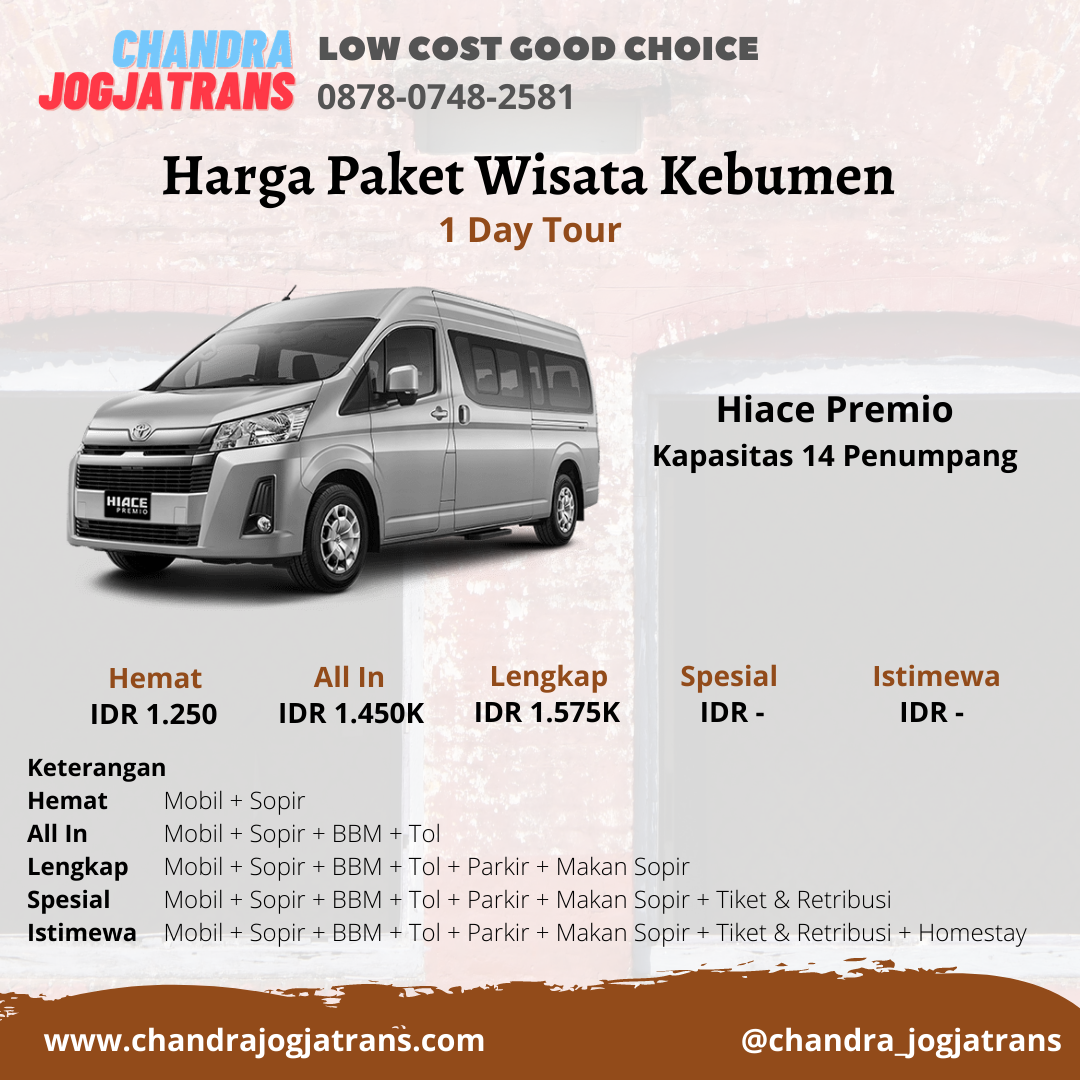 CHANDRA
JOGJATRANS
LOW COST GOOD CHOICE
0878-0748-2581
Harga Paket Wisata Kebumen
1 Day Tour
HIACE
PREMIO
Hiace Premio
Kapasitas 14 Penumpang
Hemat All In Lengkap Spesial Istimewa
IDR 1.250 IDR 1.450K IDR 1.575K IDR - IDR -
Keterangan
Hemat Mobil + Sopir
All In Mobil + Sopir + BBM + Tol
Lengkap Mobil + Sopir + BBM + Tol + Parkir + Makan Sopir
Spesial Mobil + Sopir + BBM + Tol + Parkir + Makan Sopir + Tiket & Retribusi
Istimewa Mobil + Sopir + BBM + Tol + Parkir + Makan Sopir + Tiket & Retribusi + Homestay
www.chandrajogjatrans.com @chandra_jogjatrans